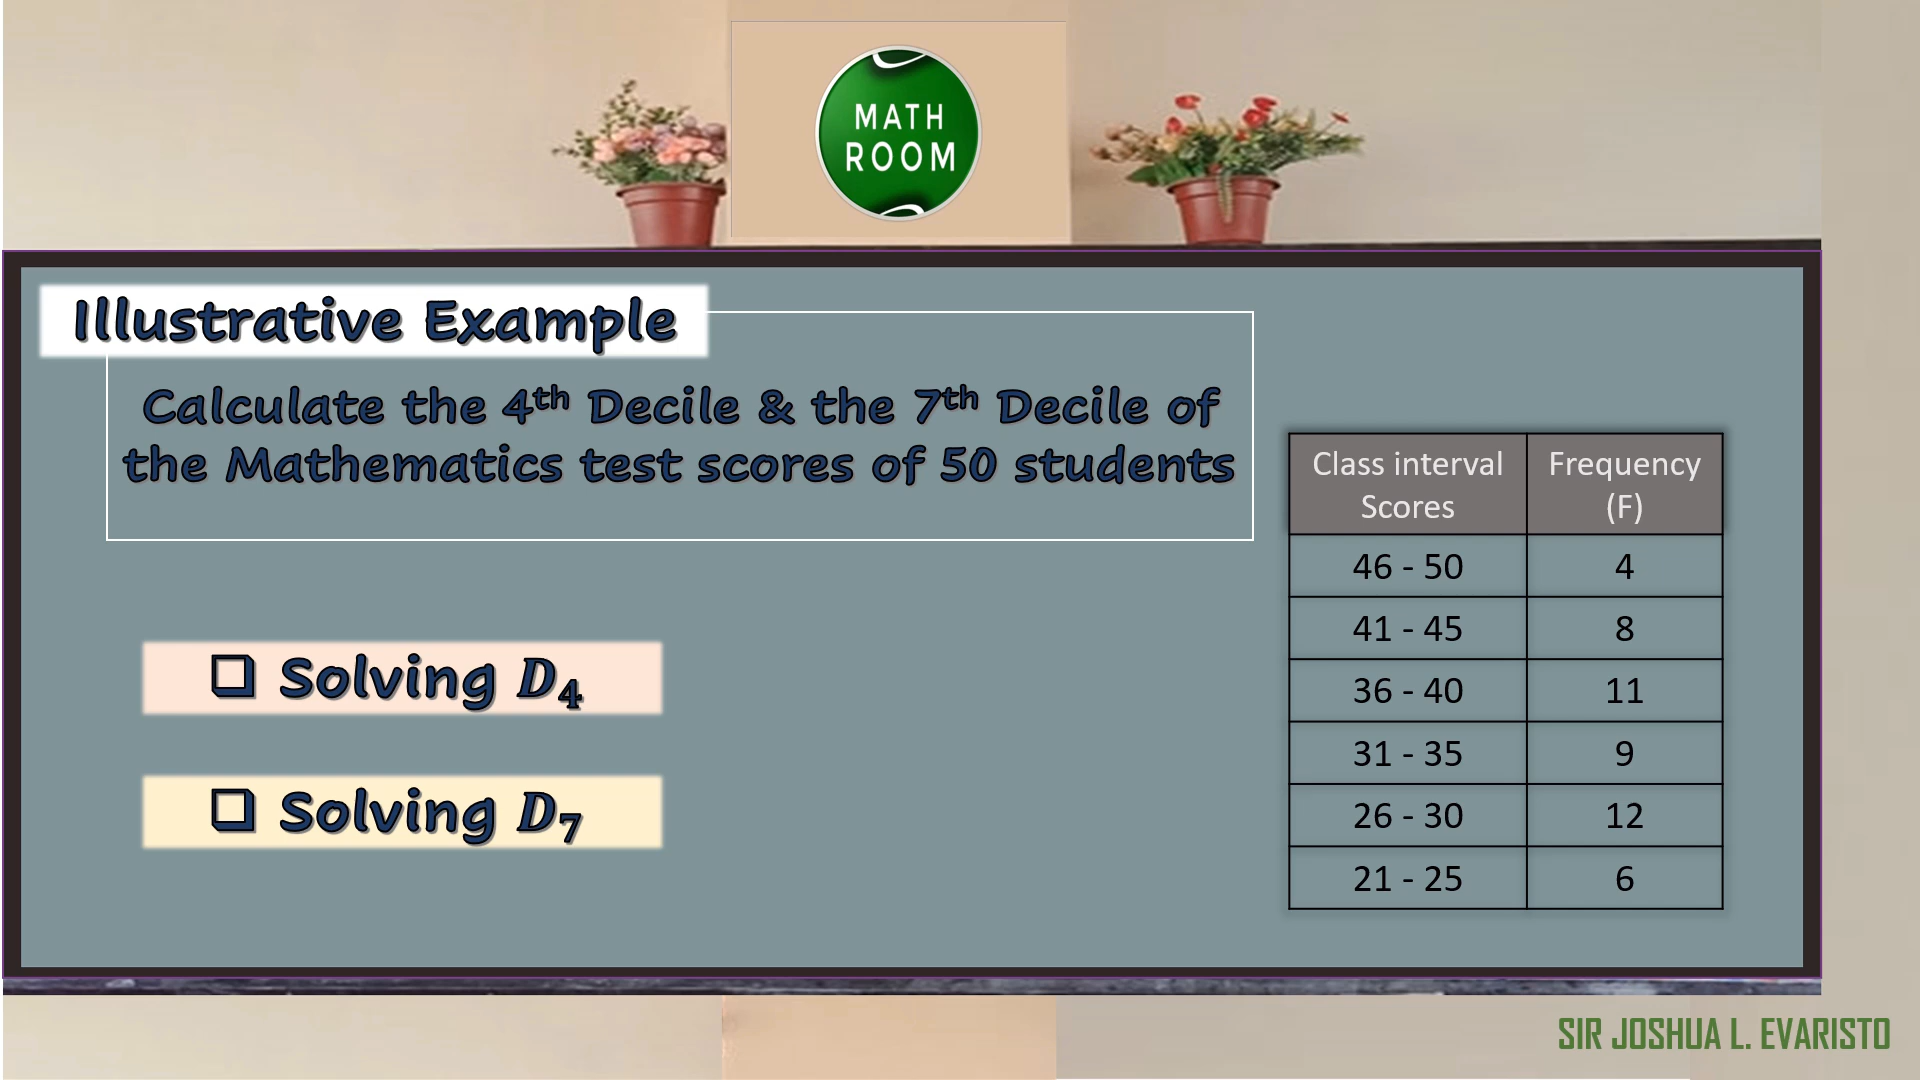 MATH
ROOM
Illustrative Example
Calculate the 4th Decile & the 7th Decile of
the Mathematics test scores of 50 students
❑ Solving D₄
❑ Solving D₇
Class interval Scores Frequency (F)
46 - 50 4
41 - 45 8
36 - 40 11
31 - 35 9
26 - 30 12
21 - 25 6
SIR JOSHUA L. EVARISTO